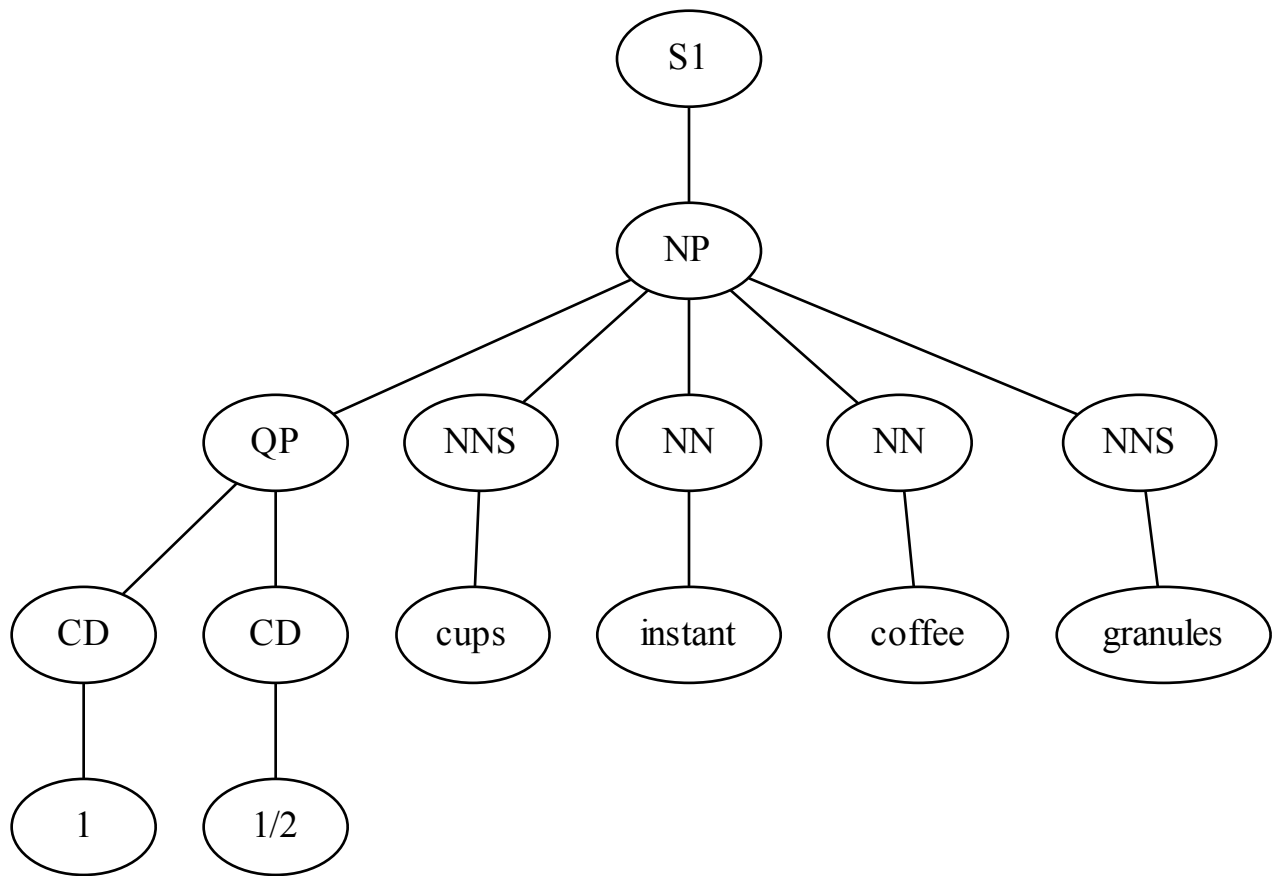 S1
NP
QP NNS NN NN NNS
CD CD cups instant coffee granules
1 1/2